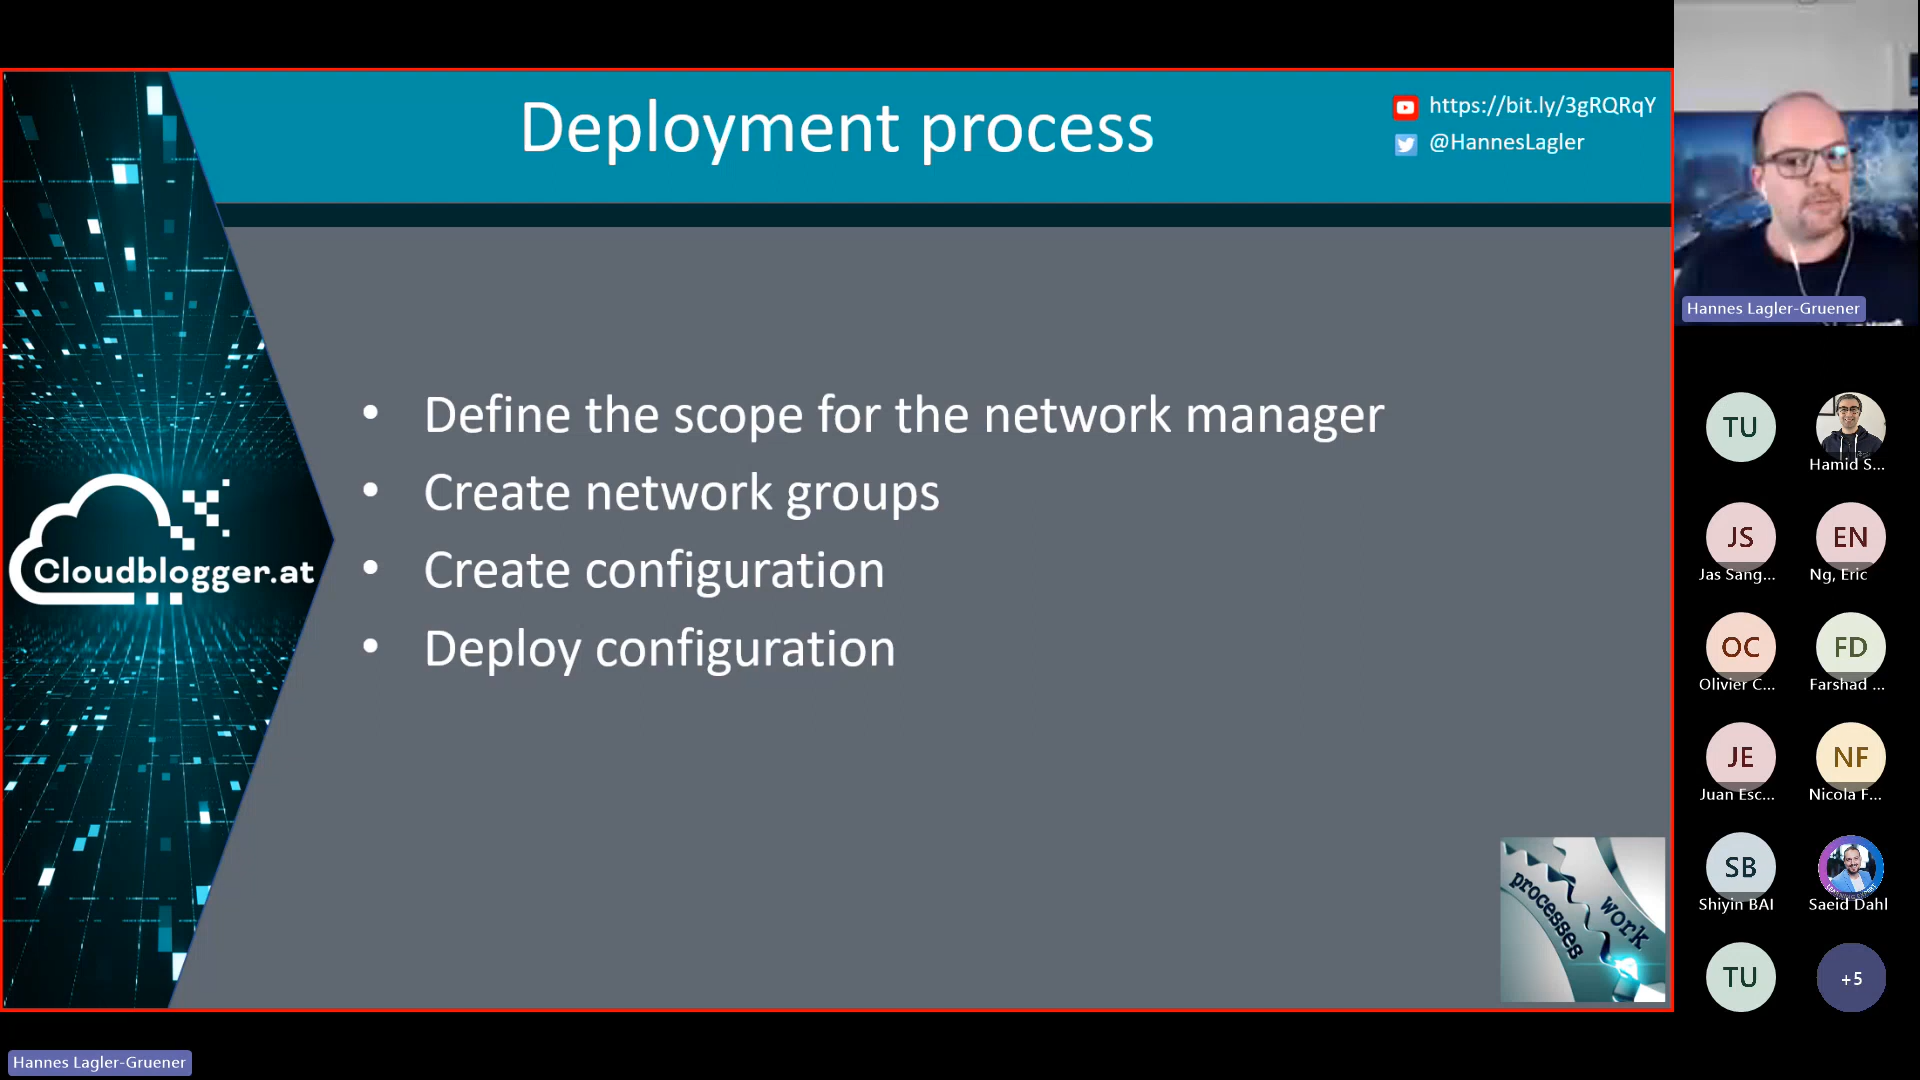 Deployment process
https://bit.ly/3gRQRqY
@HannesLagler
• Define the scope for the network manager
• Create network groups
• Create configuration
• Deploy configuration
Cloudblogger.at
processes
work
Hannes Lagler-Gruener
Hannes Lagler-Gruener
TU
Hamid S...
JS
EN
Jas Sang...
Ng, Eric
OC
FD
Olivier C...
Farshad ...
JE
NF
Juan Esc...
Nicola F...
SB
Shiyin BAI
Saeid Dahl
TU
+5